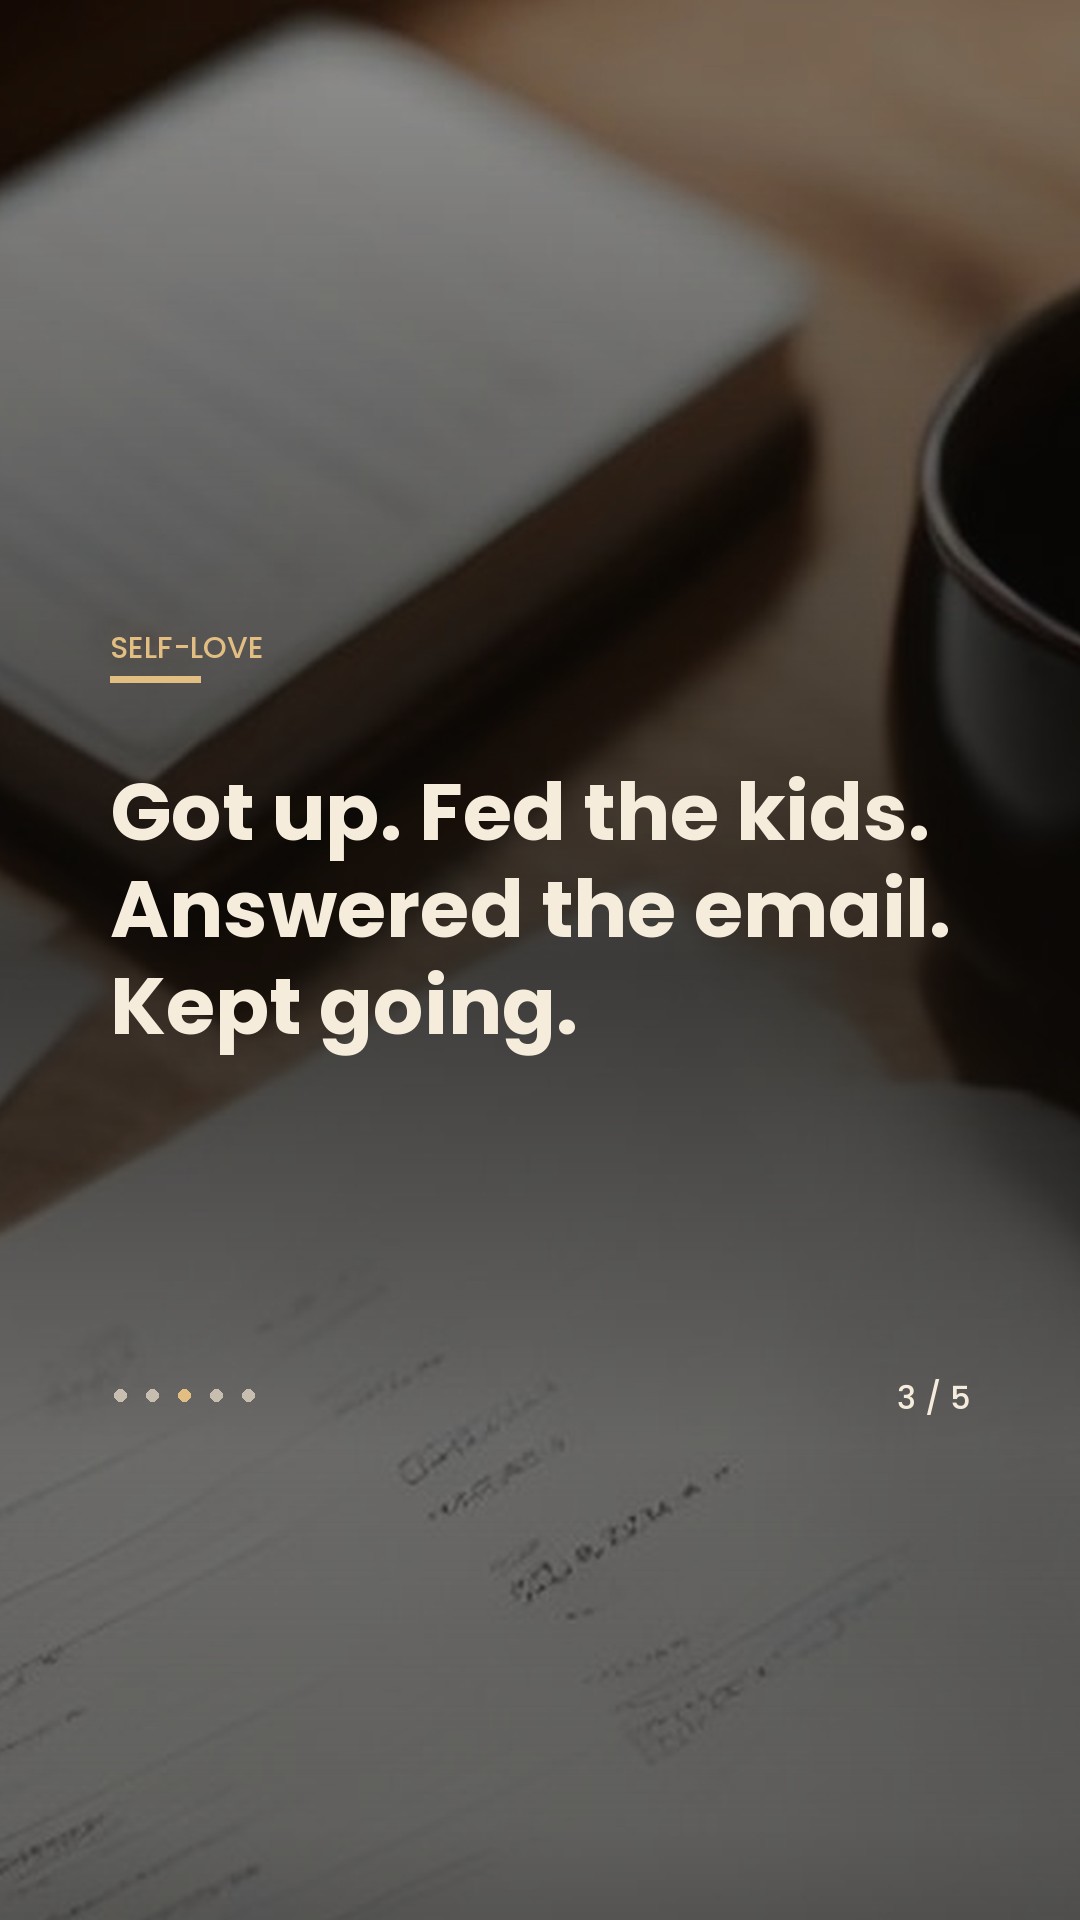 SELF-LOVE
Got up. Fed the kids.
Answered the email.
Kept going.
3 / 5